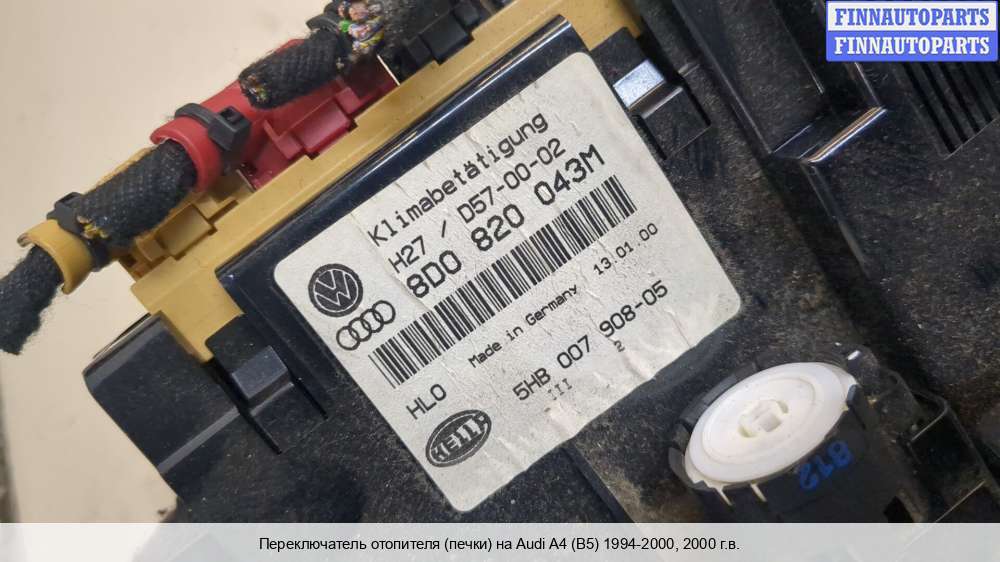 FINNAUTOPARTS
FINNAUTOPARTS
Klimabetätigung
H27 / D57-00-02
8D0 820 043M
13.01.00
Made in Germany
HL0
5HB 007 908-05
III
2
HELLA
812
Переключатель отопителя (печки) на Audi A4 (B5) 1994-2000, 2000 г.в.